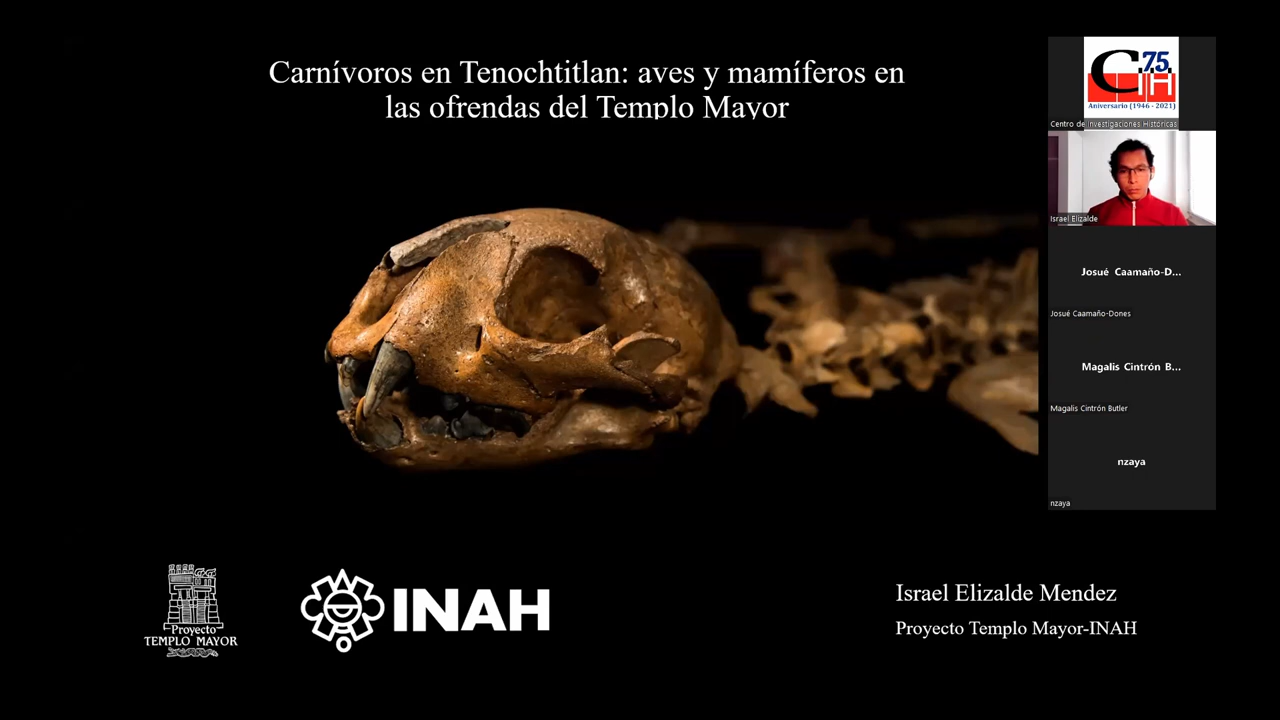 Carnívoros en Tenochtitlan: aves y mamíferos en
las ofrendas del Templo Mayor
Proyecto
TEMPLO MAYOR
INAH
Israel Elizalde Mendez
Proyecto Templo Mayor-INAH
CIH
75
Aniversario (1946 - 2021)
Centro de Investigaciones Históricas
Israel Elizalde
Josué Caamaño-D...
Josué Caamaño-Dones
Magalis Cintrón B...
Magalis Cintrón Butler
nzaya
nzaya